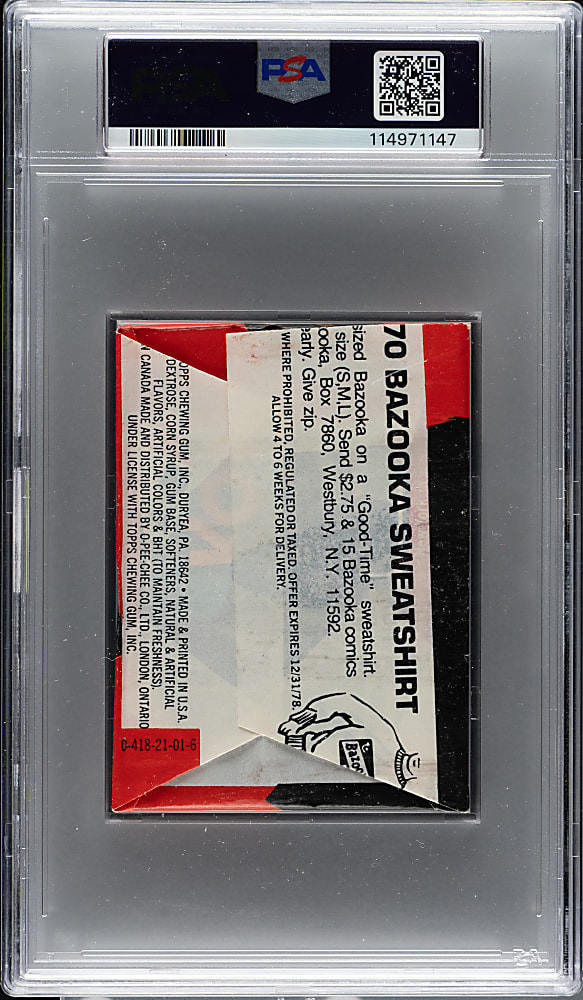 PSA
114971147
70 BAZOOKA SWEATSHIRT
sized Bazooka on a "Good-Time" sweatshirt.
size (S,M,L). Send $2.75 & 15 Bazooka comics
ooka, Box 7860, Westbury, N.Y. 11592.
early. Give zip.
WHERE PROHIBITED, REGULATED OR TAXED. OFFER EXPIRES 12/31/78.
ALLOW 4 TO 6 WEEKS FOR DELIVERY.
Bazoo
OPPS CHEWING GUM, INC., DURYEA, PA. 18642 • MADE & PRINTED IN U.S.A.
DEXTROSE, CORN SYRUP, GUM BASE, SOFTENERS, NATURAL & ARTIFICIAL
FLAVORS, ARTIFICIAL COLORS & BHT (TO MAINTAIN FRESHNESS).
N CANADA MADE AND DISTRIBUTED BY O-PEE-CHEE CO., LTD., LONDON, ONTARIO
UNDER LICENSE WITH TOPPS CHEWING GUM, INC.
0-418-21-01-6